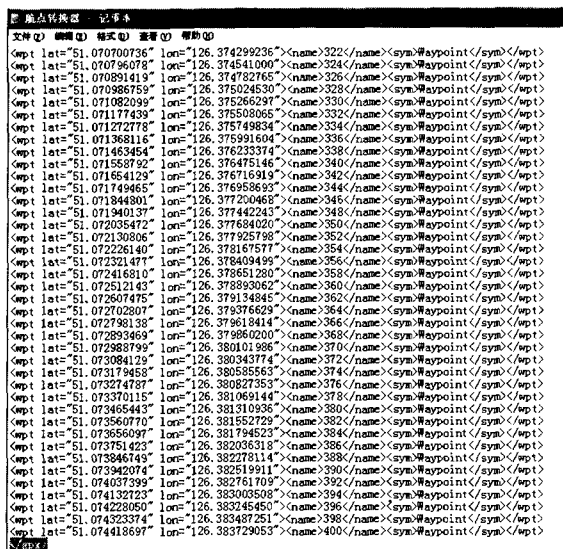 航点转换器 - 记事本
文件(F) 编辑(E) 格式(O) 查看(V) 帮助(H)
<wpt lat="51.070700736" lon="126.374299236"><name>322</name><sym>Waypoint</sym></wpt>
<wpt lat="51.070796078" lon="126.374541000"><name>324</name><sym>Waypoint</sym></wpt>
<wpt lat="51.070891419" lon="126.374782765"><name>326</name><sym>Waypoint</sym></wpt>
<wpt lat="51.070986759" lon="126.375024530"><name>328</name><sym>Waypoint</sym></wpt>
<wpt lat="51.071082099" lon="126.375266297"><name>330</name><sym>Waypoint</sym></wpt>
<wpt lat="51.071177439" lon="126.375508065"><name>332</name><sym>Waypoint</sym></wpt>
<wpt lat="51.071272778" lon="126.375749834"><name>334</name><sym>Waypoint</sym></wpt>
<wpt lat="51.071368116" lon="126.375991604"><name>336</name><sym>Waypoint</sym></wpt>
<wpt lat="51.071463454" lon="126.376233374"><name>338</name><sym>Waypoint</sym></wpt>
<wpt lat="51.071558792" lon="126.376475146"><name>340</name><sym>Waypoint</sym></wpt>
<wpt lat="51.071654129" lon="126.376716919"><name>342</name><sym>Waypoint</sym></wpt>
<wpt lat="51.071749465" lon="126.376958693"><name>344</name><sym>Waypoint</sym></wpt>
<wpt lat="51.071844801" lon="126.377200468"><name>346</name><sym>Waypoint</sym></wpt>
<wpt lat="51.071940137" lon="126.377442243"><name>348</name><sym>Waypoint</sym></wpt>
<wpt lat="51.072035472" lon="126.377684020"><name>350</name><sym>Waypoint</sym></wpt>
<wpt lat="51.072130806" lon="126.377925798"><name>352</name><sym>Waypoint</sym></wpt>
<wpt lat="51.072226140" lon="126.378167577"><name>354</name><sym>Waypoint</sym></wpt>
<wpt lat="51.072321477" lon="126.378409499"><name>356</name><sym>Waypoint</sym></wpt>
<wpt lat="51.072416810" lon="126.378651280"><name>358</name><sym>Waypoint</sym></wpt>
<wpt lat="51.072512143" lon="126.378893062"><name>360</name><sym>Waypoint</sym></wpt>
<wpt lat="51.072607475" lon="126.379134845"><name>362</name><sym>Waypoint</sym></wpt>
<wpt lat="51.072702807" lon="126.379376629"><name>364</name><sym>Waypoint</sym></wpt>
<wpt lat="51.072798138" lon="126.379618414"><name>366</name><sym>Waypoint</sym></wpt>
<wpt lat="51.072893469" lon="126.379860200"><name>368</name><sym>Waypoint</sym></wpt>
<wpt lat="51.072988799" lon="126.380101986"><name>370</name><sym>Waypoint</sym></wpt>
<wpt lat="51.073084129" lon="126.380343774"><name>372</name><sym>Waypoint</sym></wpt>
<wpt lat="51.073179458" lon="126.380585563"><name>374</name><sym>Waypoint</sym></wpt>
<wpt lat="51.073274787" lon="126.380827353"><name>376</name><sym>Waypoint</sym></wpt>
<wpt lat="51.073370115" lon="126.381069144"><name>378</name><sym>Waypoint</sym></wpt>
<wpt lat="51.073465443" lon="126.381310936"><name>380</name><sym>Waypoint</sym></wpt>
<wpt lat="51.073560770" lon="126.381552729"><name>382</name><sym>Waypoint</sym></wpt>
<wpt lat="51.073656097" lon="126.381794523"><name>384</name><sym>Waypoint</sym></wpt>
<wpt lat="51.073751423" lon="126.382036318"><name>386</name><sym>Waypoint</sym></wpt>
<wpt lat="51.073846749" lon="126.382278114"><name>388</name><sym>Waypoint</sym></wpt>
<wpt lat="51.073942074" lon="126.382519911"><name>390</name><sym>Waypoint</sym></wpt>
<wpt lat="51.074037399" lon="126.382761709"><name>392</name><sym>Waypoint</sym></wpt>
<wpt lat="51.074132723" lon="126.383003508"><name>394</name><sym>Waypoint</sym></wpt>
<wpt lat="51.074228050" lon="126.383245450"><name>396</name><sym>Waypoint</sym></wpt>
<wpt lat="51.074323374" lon="126.383487251"><name>398</name><sym>Waypoint</sym></wpt>
<wpt lat="51.074418697" lon="126.383729053"><name>400</name><sym>Waypoint</sym></wpt>
</gpx>